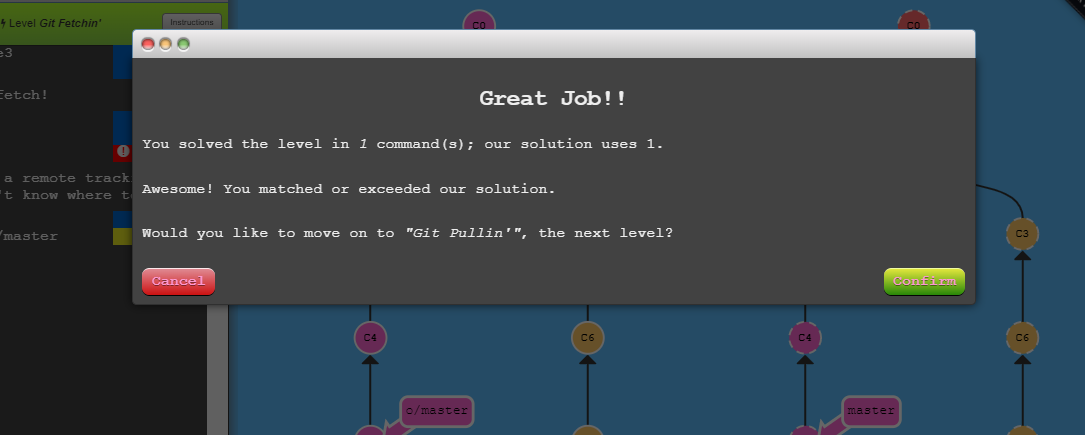 Level Git Fetchin'
Instructions
C0
C0
e3
fetch!
a remote track
't know where to
/master
Great Job!!
You solved the level in 1 command(s); our solution uses 1.
Awesome! You matched or exceeded our solution.
Would you like to move on to "Git Pullin'", the next level?
Cancel
Confirm
C3
C4
C6
C4
C6
o/master
master